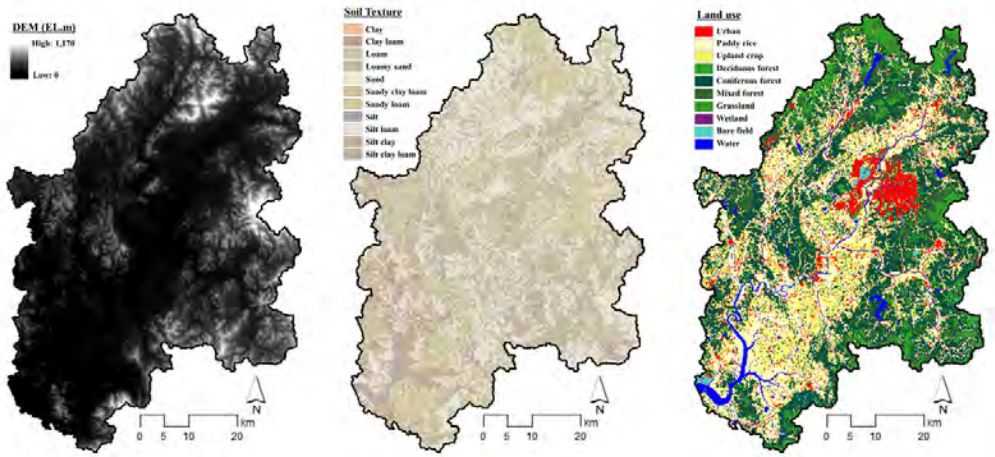 DEM (EL.m)
High: 1,170
Low: 0
N
0 5 10 20
km
Soil Texture
Clay
Clay loam
Loam
Loamy sand
Sand
Sandy clay loam
Sandy loam
Silt
Silt loam
Silt clay
Silt clay loam
N
0 5 10 20
km
Land use
Urban
Paddy rice
Upland crop
Deciduous forest
Coniferous forest
Mixed forest
Grassland
Wetland
Bare field
Water
N
0 5 10 20
km